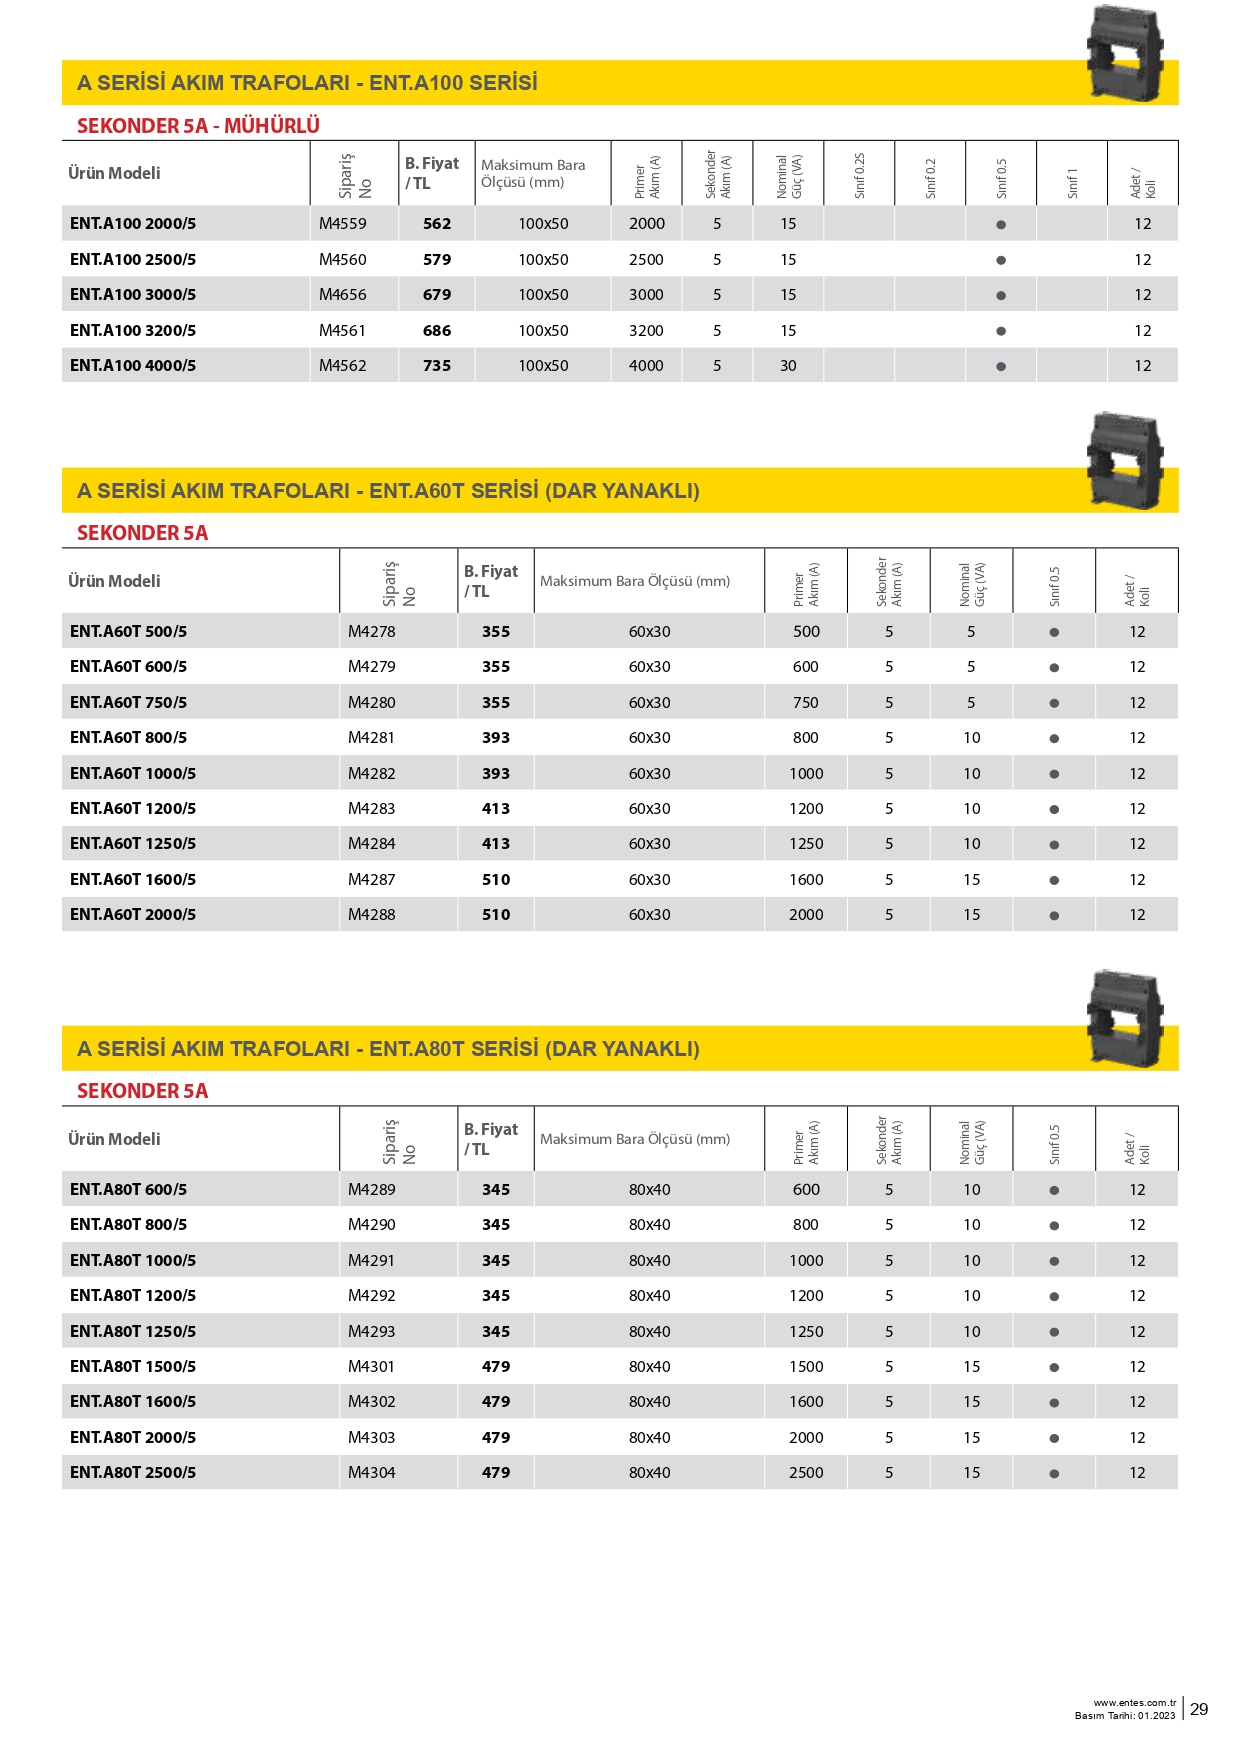 A SERİSİ AKIM TRAFOLARI - ENT.A100 SERİSİ
SEKONDER 5A - MÜHÜRLÜ
Ürün Modeli Sipariş No B. Fiyat / TL Maksimum Bara Ölçüsü (mm) Primer Akım (A) Sekonder Akım (A) Nominal Güç (VA) Sınıf 0.2S Sınıf 0.2 Sınıf 0.5 Sınıf 1 Adet / Koli
ENT.A100 2000/5 M4559 562 100x50 2000 5 15 ● 12
ENT.A100 2500/5 M4560 579 100x50 2500 5 15 ● 12
ENT.A100 3000/5 M4656 679 100x50 3000 5 15 ● 12
ENT.A100 3200/5 M4561 686 100x50 3200 5 15 ● 12
ENT.A100 4000/5 M4562 735 100x50 4000 5 30 ● 12
A SERİSİ AKIM TRAFOLARI - ENT.A60T SERİSİ (DAR YANAKLI)
SEKONDER 5A
Ürün Modeli Sipariş No B. Fiyat / TL Maksimum Bara Ölçüsü (mm) Primer Akım (A) Sekonder Akım (A) Nominal Güç (VA) Sınıf 0.5 Adet / Koli
ENT.A60T 500/5 M4278 355 60x30 500 5 5 ● 12
ENT.A60T 600/5 M4279 355 60x30 600 5 5 ● 12
ENT.A60T 750/5 M4280 355 60x30 750 5 5 ● 12
ENT.A60T 800/5 M4281 393 60x30 800 5 10 ● 12
ENT.A60T 1000/5 M4282 393 60x30 1000 5 10 ● 12
ENT.A60T 1200/5 M4283 413 60x30 1200 5 10 ● 12
ENT.A60T 1250/5 M4284 413 60x30 1250 5 10 ● 12
ENT.A60T 1600/5 M4287 510 60x30 1600 5 15 ● 12
ENT.A60T 2000/5 M4288 510 60x30 2000 5 15 ● 12
A SERİSİ AKIM TRAFOLARI - ENT.A80T SERİSİ (DAR YANAKLI)
SEKONDER 5A
Ürün Modeli Sipariş No B. Fiyat / TL Maksimum Bara Ölçüsü (mm) Primer Akım (A) Sekonder Akım (A) Nominal Güç (VA) Sınıf 0.5 Adet / Koli
ENT.A80T 600/5 M4289 345 80x40 600 5 10 ● 12
ENT.A80T 800/5 M4290 345 80x40 800 5 10 ● 12
ENT.A80T 1000/5 M4291 345 80x40 1000 5 10 ● 12
ENT.A80T 1200/5 M4292 345 80x40 1200 5 10 ● 12
ENT.A80T 1250/5 M4293 345 80x40 1250 5 10 ● 12
ENT.A80T 1500/5 M4301 479 80x40 1500 5 15 ● 12
ENT.A80T 1600/5 M4302 479 80x40 1600 5 15 ● 12
ENT.A80T 2000/5 M4303 479 80x40 2000 5 15 ● 12
ENT.A80T 2500/5 M4304 479 80x40 2500 5 15 ● 12
www.entes.com.tr
Basım Tarihi: 01.2023 29